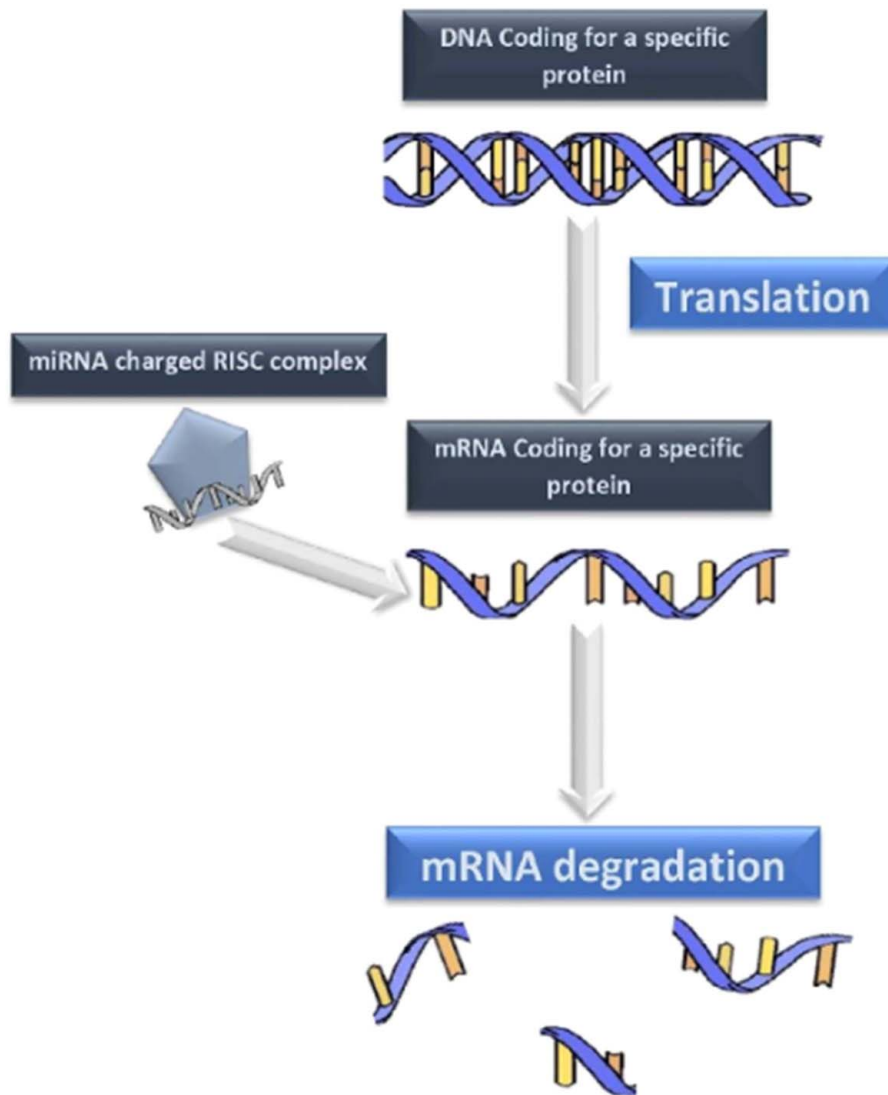 DNA Coding for a specific
protein
Translation
miRNA charged RISC complex
mRNA Coding for a specific
protein
mRNA degradation